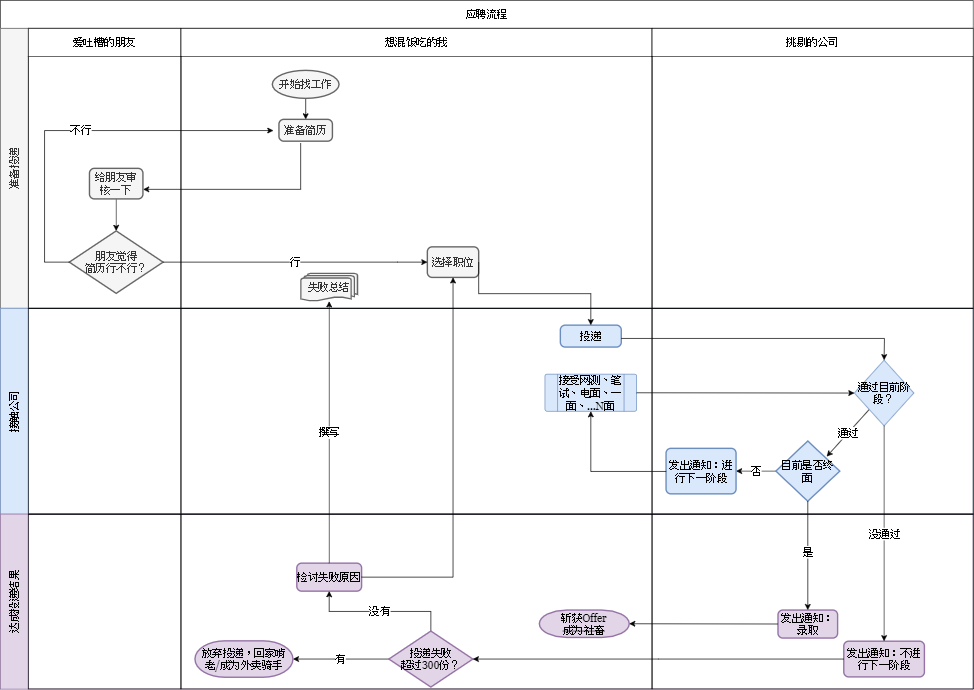 应聘流程
爱吐槽的朋友
想混饭吃的我
挑剔的公司
准备投递
开始找工作
不行
准备简历
给朋友审
核一下
朋友觉得
简历行不行？
行
选择职位
失败总结
接触公司
投递
接受网测、笔
试、电面、一
面、...N面
通过目前阶
段？
撰写
通过
发出通知：进
行下一阶段
否
目前是否终
面
达成投递结果
没通过
是
检讨失败原因
没有
斩获Offer
成为社畜
发出通知：
录取
放弃投递，回家啃
老/成为外卖骑手
有
投递失败
超过300份？
发出通知：不进
行下一阶段